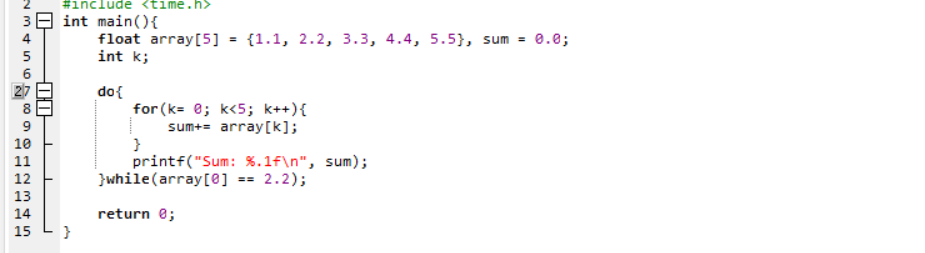 2 #include <time.h>
3 int main(){
4 float array[5] = {1.1, 2.2, 3.3, 4.4, 5.5}, sum = 0.0;
5 int k;
6
27 do{
8 for(k= 0; k<5; k++){
9 sum+= array[k];
10 }
11 printf("Sum: %.1f\n", sum);
12 }while(array[0] == 2.2);
13
14 return 0;
15 }